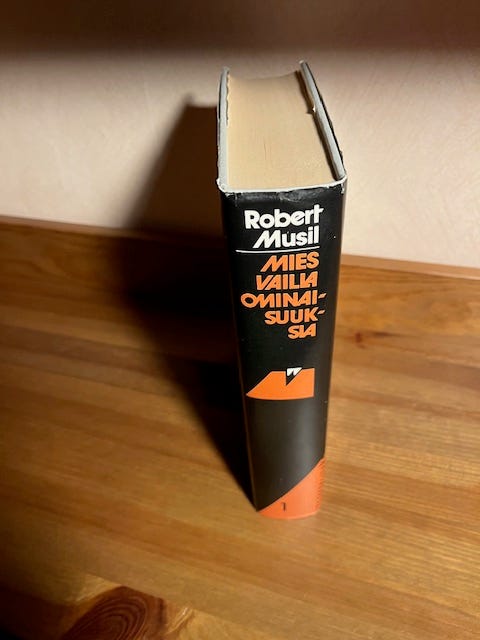 Robert
Musil
MIES
VAILLA
OMINAI-
SUUK-
SIA
1